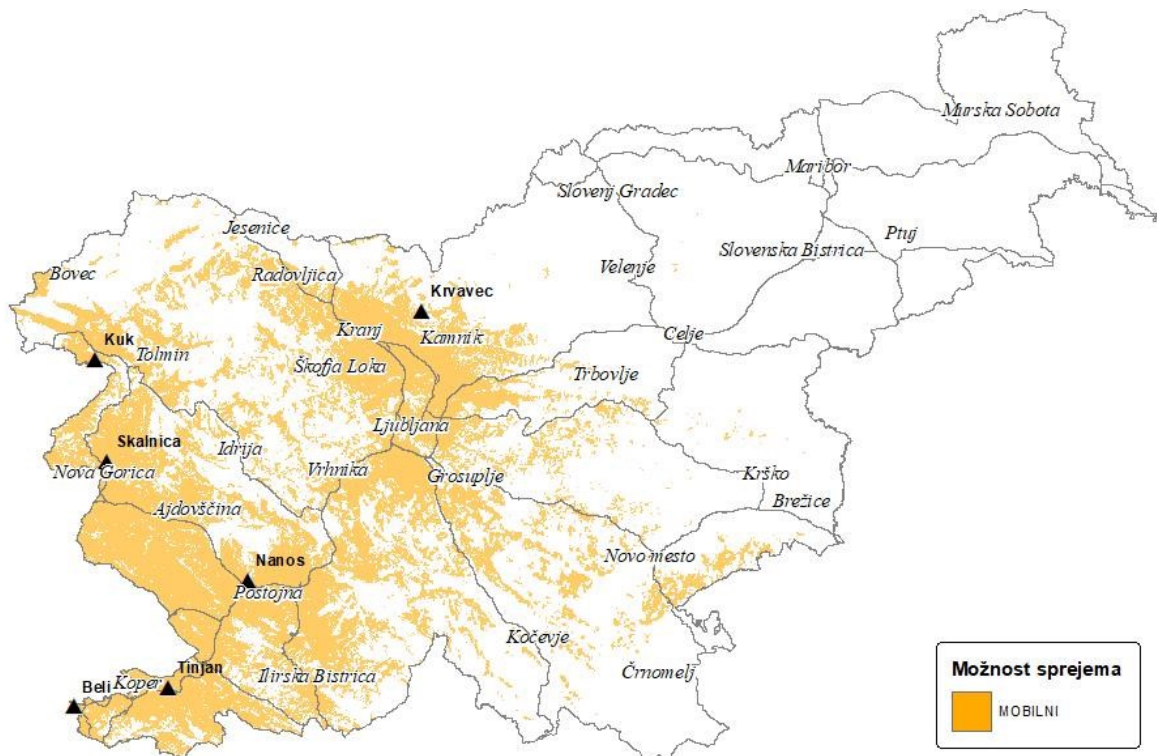 Murska Sobota
Maribor
Slovenj Gradec
Jesenice
Ptuj
Slovenska Bistrica
Bovec
Radovljica
Velenje
Krvavec
Kranj
Kamnik
Celje
Kuk
Tolmin
Škofja Loka
Trbovlje
Ljubljana
Skalnica
Idrija
Nova Gorica
Vrhnika
Grosuplje
Krško
Ajdovščina
Brežice
Nanos
Novo mesto
Postojna
Kočevje
Tinjan
Ilirska Bistrica
Črnomelj
Beli
Koper
Možnost sprejema
MOBILNI